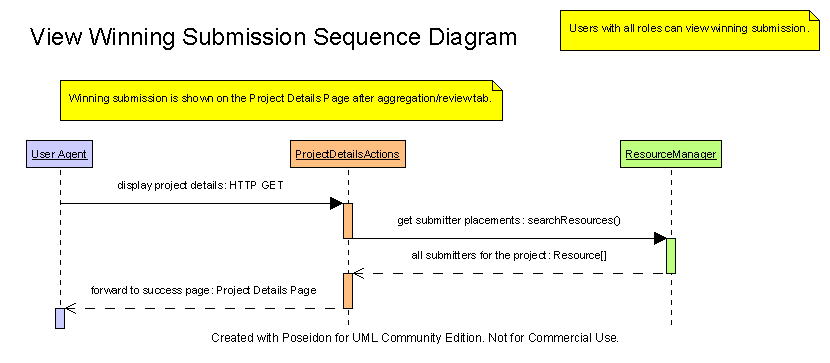 View Winning Submission Sequence Diagram
Users with all roles can view winning submission.
Winning submission is shown on the Project Details Page after aggregation/review tab.
User Agent
ProjectDetailsActions
ResourceManager
display project details: HTTP GET
get submitter placements : searchResources()
all submitters for the project: Resource[]
forward to success page: Project Details Page
Created with Poseidon for UML Community Edition. Not for Commercial Use.